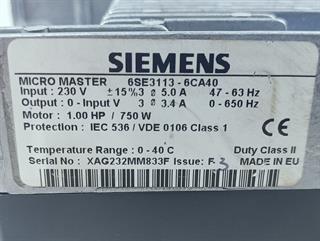 SIEMENS
MICRO MASTER 6SE3113-6CA40
Input : 230 V ±15% 3 ø 5.0 A 47 - 63 Hz
Output : 0 - Input V 3 ø 3.4 A 0 - 650 Hz
Motor : 1.00 HP / 750 W
Protection : IEC 536 / VDE 0106 Class 1
Temperature Range : 0 - 40 C Duty Class II
Serial No : XAG232MM833F Issue: F 3 MADE IN EU